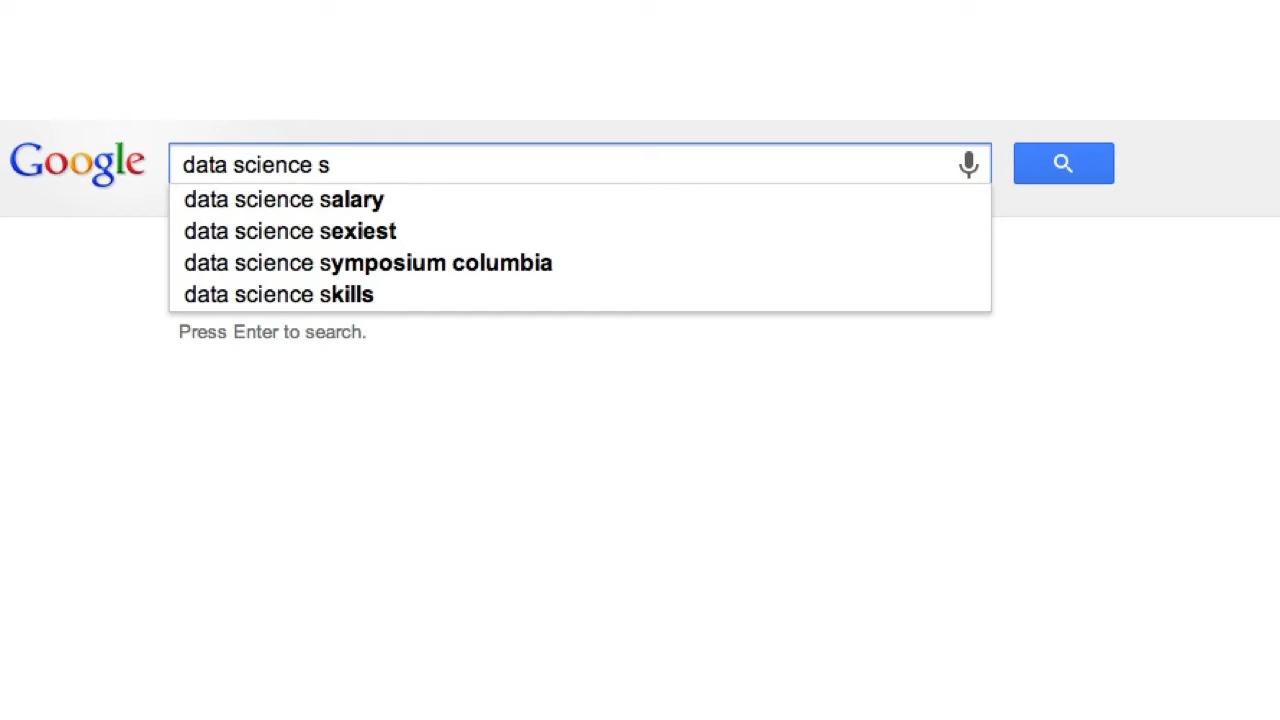 Google
data science s
data science salary
data science sexiest
data science symposium columbia
data science skills
Press Enter to search.